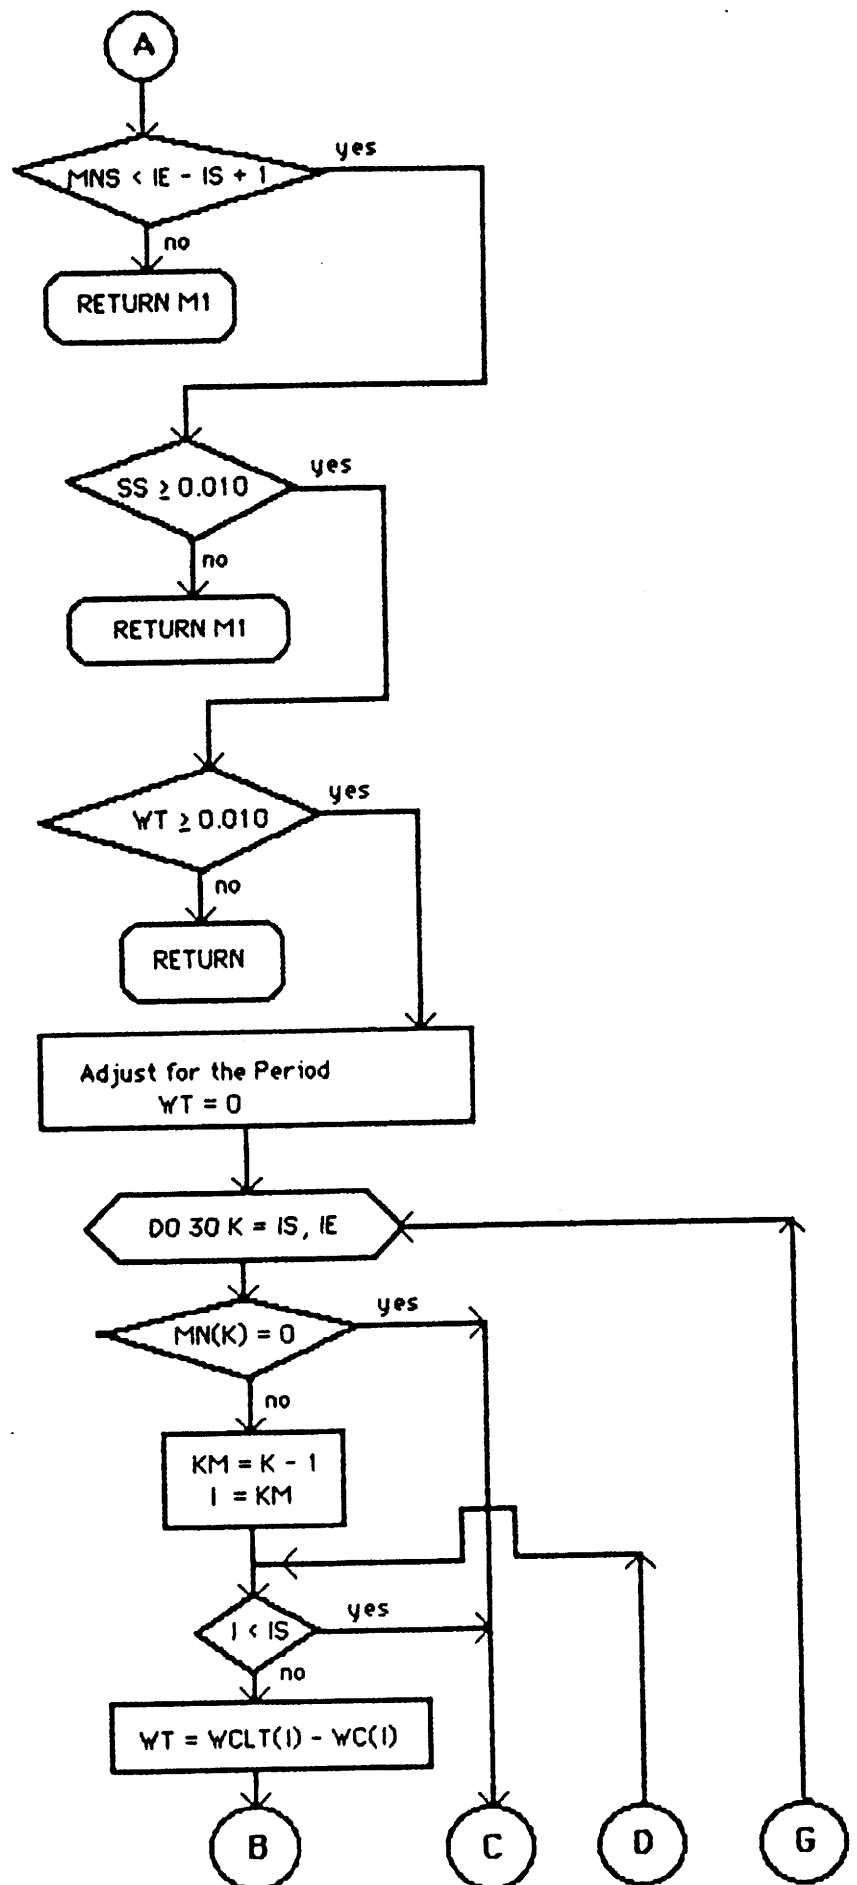 A
MNS < IE - IS + 1
yes
no
RETURN M1
SS ≥ 0.010
yes
no
RETURN M1
WT ≥ 0.010
yes
no
RETURN
Adjust for the Period
WT = 0
DO 30 K = IS, IE
MN(K) = 0
yes
no
KM = K - 1
I = KM
I < IS
yes
no
WT = WCLT(I) - WC(I)
B
C
D
G